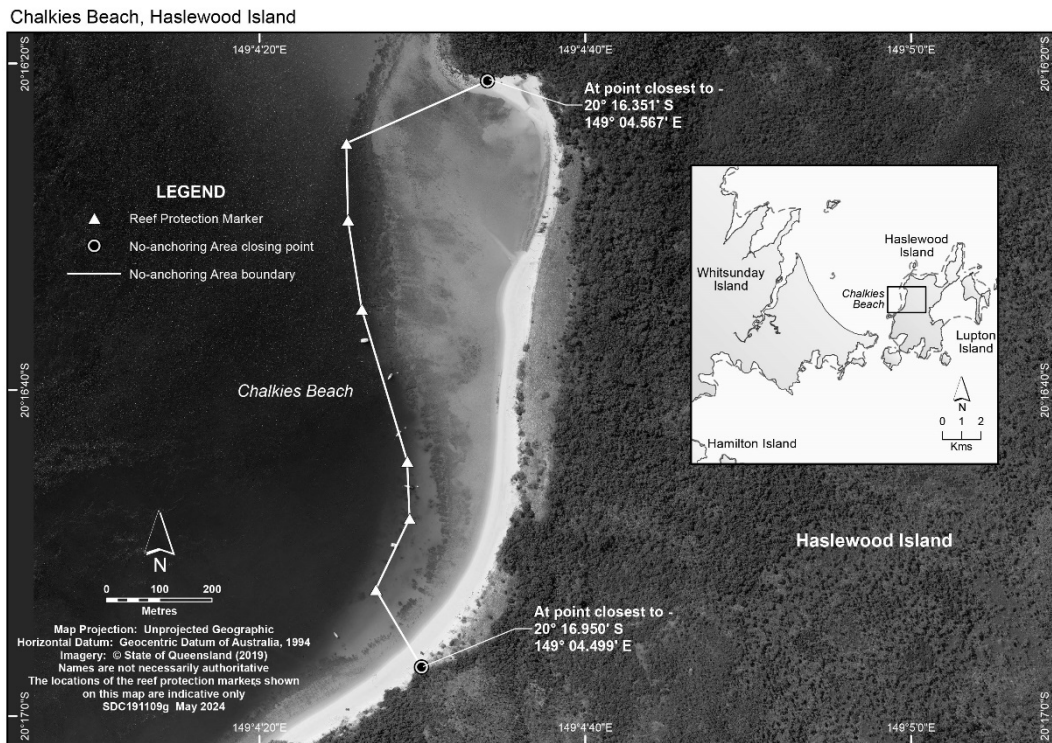 Chalkies Beach, Haslewood Island
149°4'20"E
149°4'40"E
149°5'0"E
20°16'20"S
20°16'20"S
At point closest to -
20° 16.351' S
149° 04.567' E
LEGEND
Reef Protection Marker
No-anchoring Area closing point
No-anchoring Area boundary
Haslewood
Island
Whitsunday
Island
Chalkies
Beach
Lupton
Island
N
0 1 2
Kms
Hamilton Island
20°16'40"S
20°16'40"S
Chalkies Beach
Haslewood Island
N
0 100 200
Metres
At point closest to -
20° 16.950' S
149° 04.499' E
Map Projection: Unprojected Geographic
Horizontal Datum: Geocentric Datum of Australia, 1994
Imagery: © State of Queensland (2019)
Names are not necessarily authoritative
The locations of the reef protection markers shown
on this map are indicative only
SDC191109g May 2024
20°17'0"S
20°17'0"S
149°4'20"E
149°4'40"E
149°5'0"E